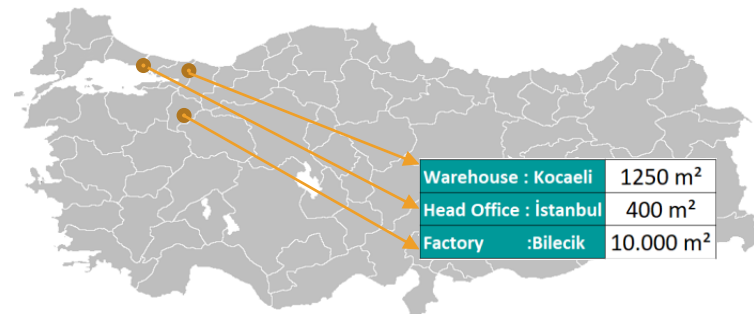 Warehouse : Kocaeli 1250 m²
Head Office : İstanbul 400 m²
Factory :Bilecik 10.000 m²